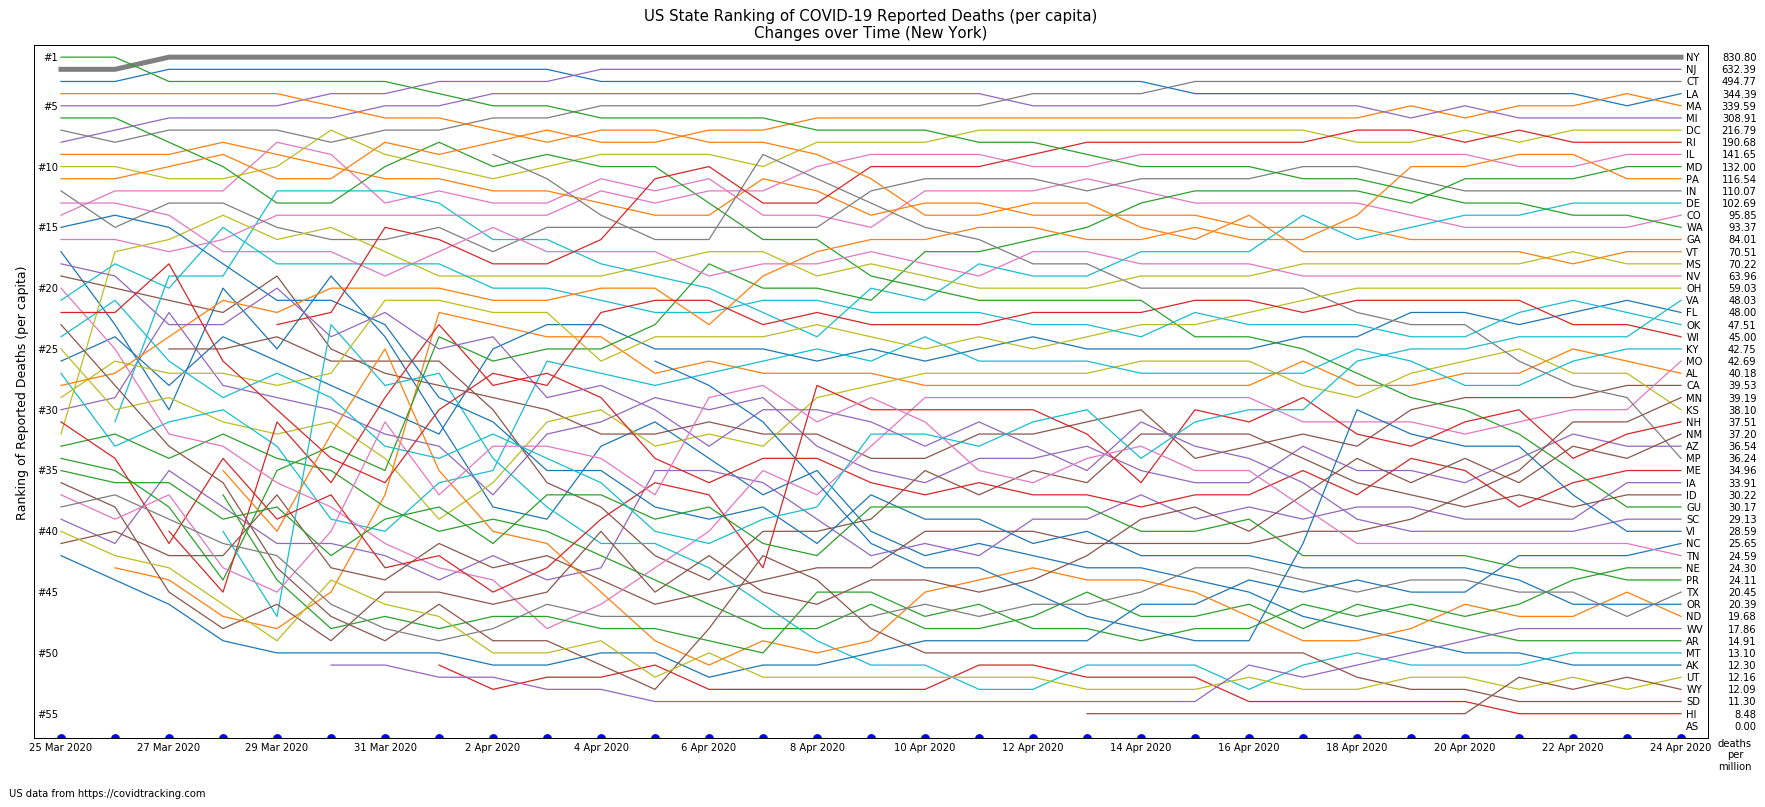 US State Ranking of COVID-19 Reported Deaths (per capita)
Changes over Time (New York)
Ranking of Reported Deaths (per capita)
#1
#5
#10
#15
#20
#25
#30
#35
#40
#45
#50
#55
NY 830.80
NJ 632.39
CT 494.77
LA 344.39
MA 339.59
MI 308.91
DC 216.79
RI 190.68
IL 141.65
MD 132.00
PA 116.54
IN 110.07
DE 102.69
CO 95.85
WA 93.37
GA 84.01
VT 70.51
MS 70.22
NV 63.96
OH 59.03
VA 48.03
FL 48.00
OK 47.51
WI 45.00
KY 42.75
MO 42.69
AL 40.18
CA 39.53
MN 39.19
KS 38.10
NH 37.51
NM 37.20
AZ 36.54
MP 36.24
ME 34.96
IA 33.91
ID 30.22
GU 30.17
SC 29.13
VI 28.59
NC 25.65
TN 24.59
NE 24.30
PR 24.11
TX 20.45
OR 20.39
ND 19.68
WV 17.86
AR 14.91
MT 13.10
AK 12.30
UT 12.16
WY 12.09
SD 11.30
HI 8.48
AS 0.00
25 Mar 2020 27 Mar 2020 29 Mar 2020 31 Mar 2020 2 Apr 2020 4 Apr 2020 6 Apr 2020 8 Apr 2020 10 Apr 2020 12 Apr 2020 14 Apr 2020 16 Apr 2020 18 Apr 2020 20 Apr 2020 22 Apr 2020 24 Apr 2020
deaths
per
million
US data from https://covidtracking.com